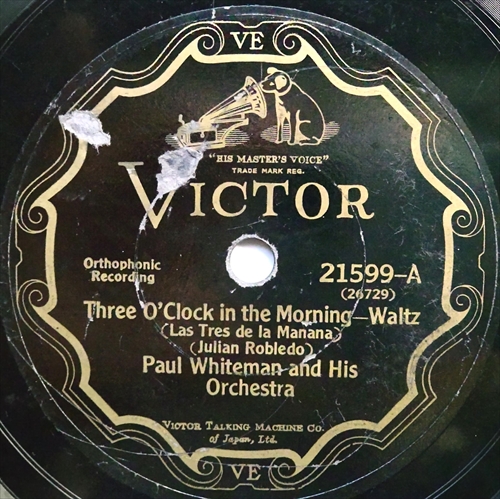 VE
"HIS MASTER'S VOICE"
TRADE MARK REG.
VICTOR
Orthophonic
Recording
21599-A
(26729)
Three O'Clock in the Morning—Waltz
(Las Tres de la Manana)
(Julian Robledo)
Paul Whiteman and His
Orchestra
VICTOR TALKING MACHINE CO.
of Japan, Ltd.
VE